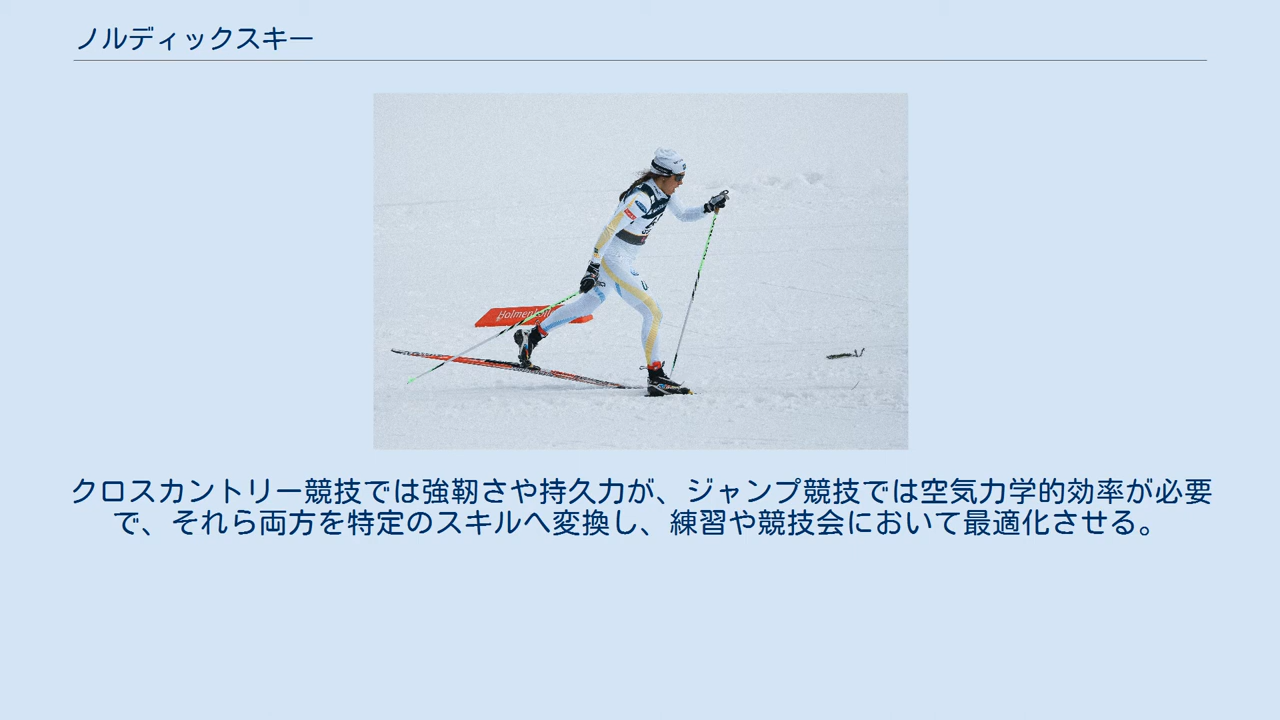 ノルディックスキー
Holmenkol
クロスカントリー競技では強靭さや持久力が、ジャンプ競技では空気力学的効率が必要
で、それら両方を特定のスキルへ変換し、練習や競技会において最適化させる。